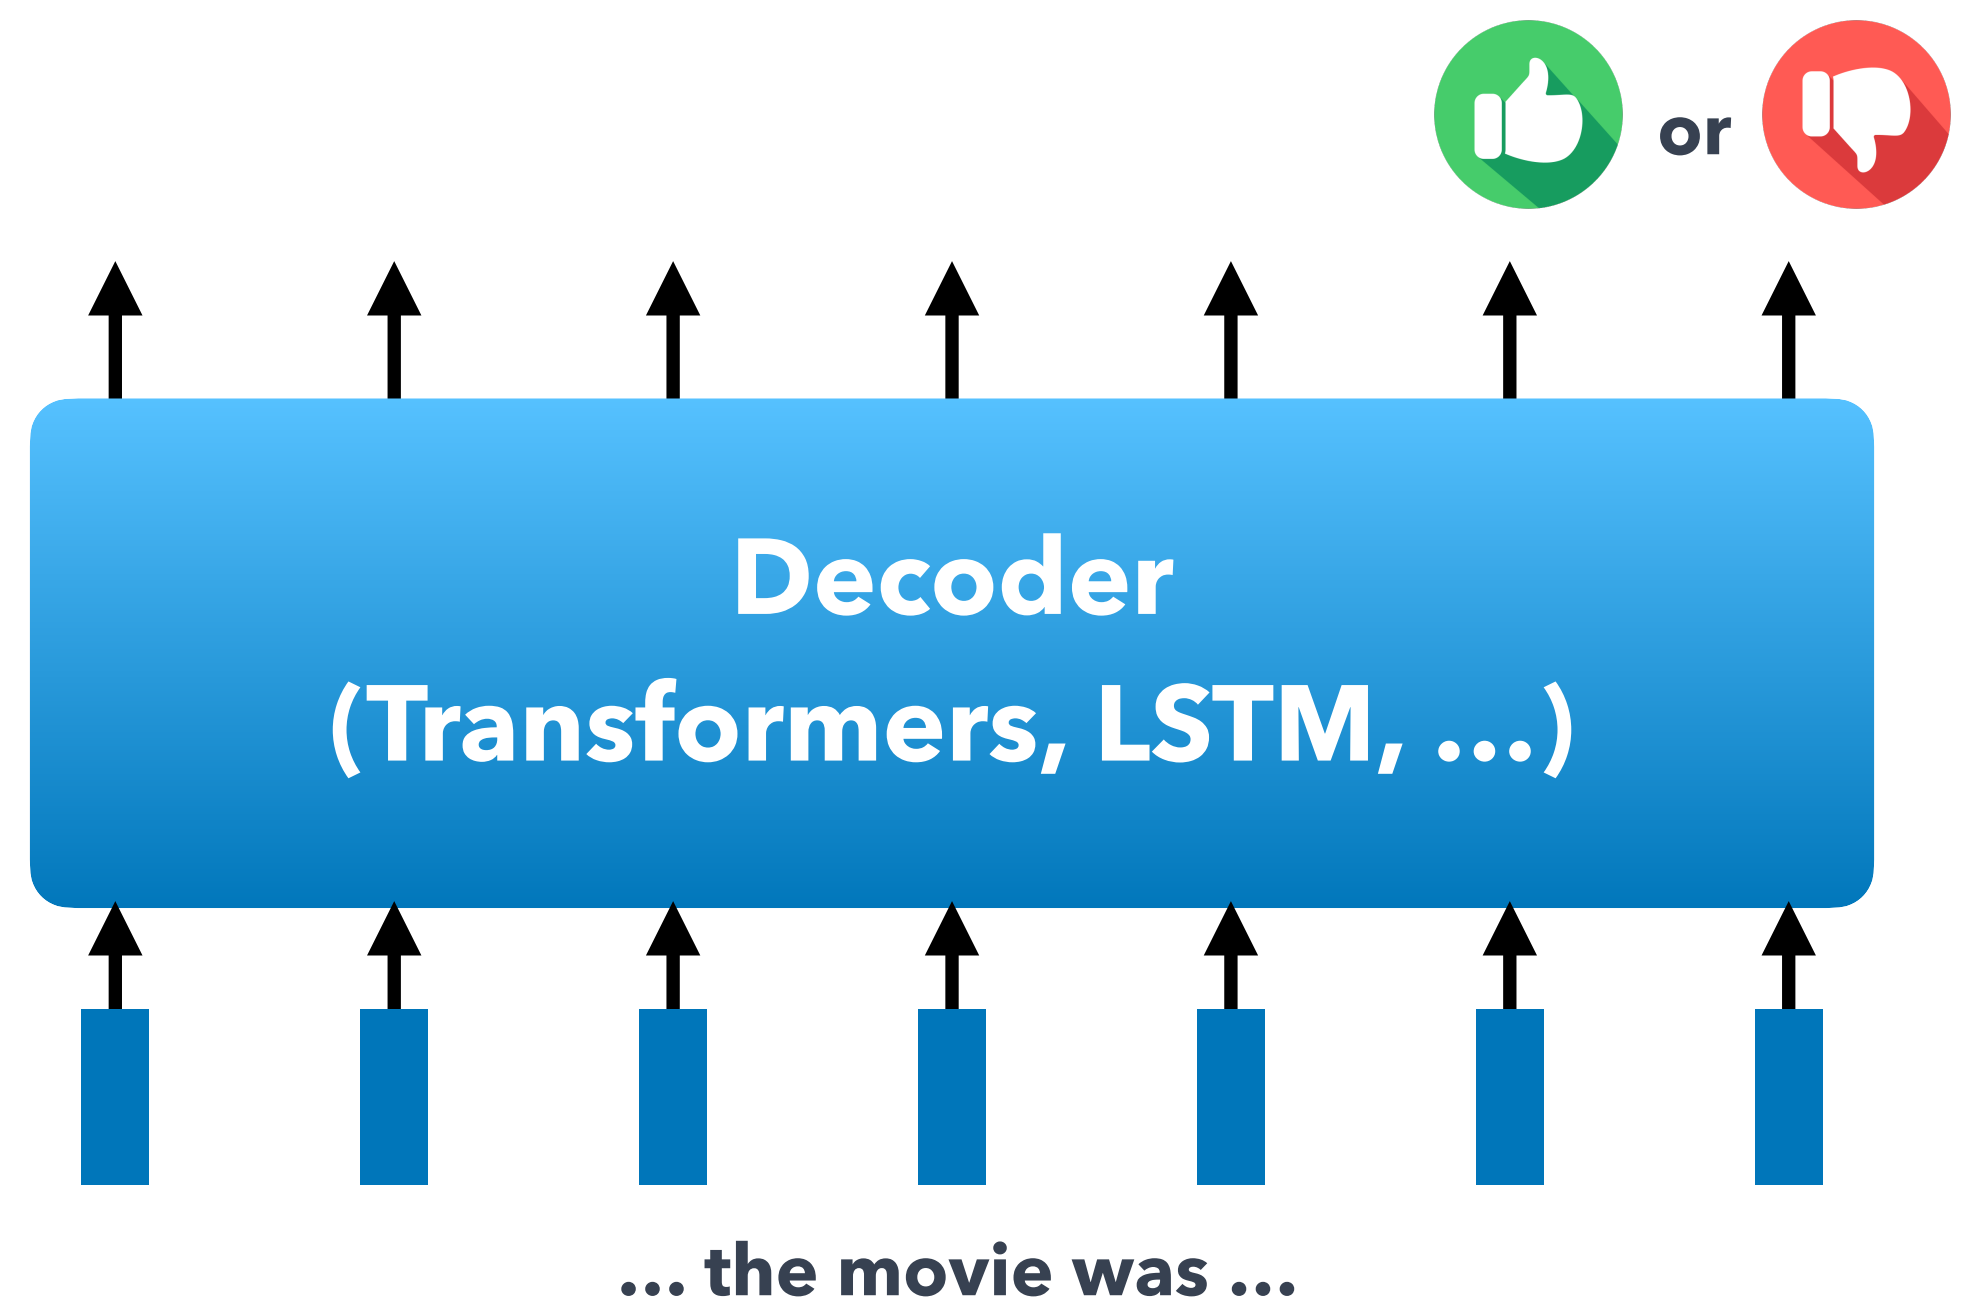 or
Decoder
(Transformers, LSTM, ...)
... the movie was ...